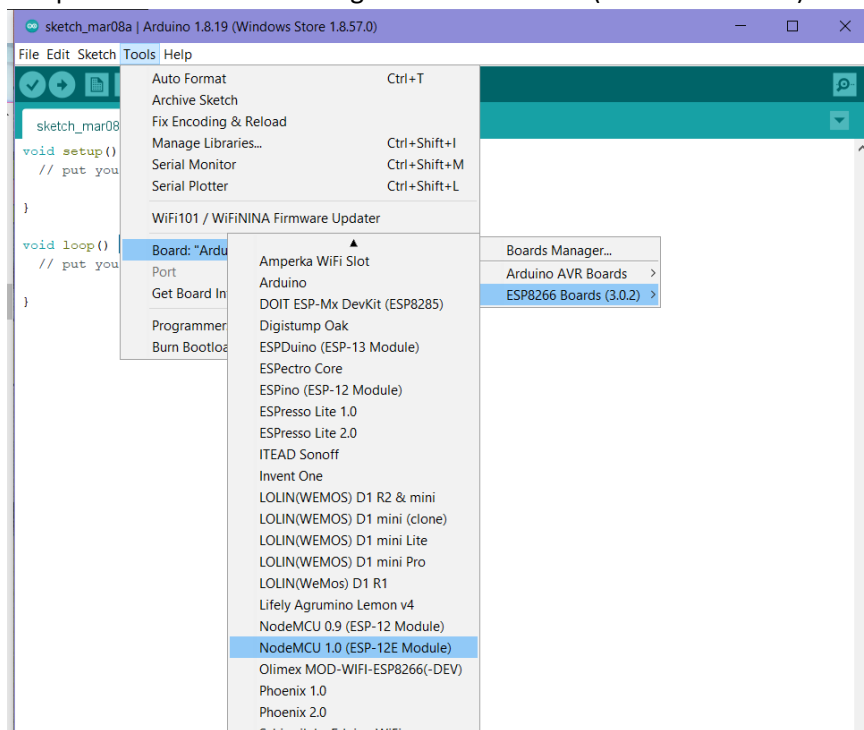 sketch_mar08a | Arduino 1.8.19 (Windows Store 1.8.57.0)
File Edit Sketch Tools Help
sketch_mar08
void setup()
// put you
}
void loop()
// put you
}
Auto Format Ctrl+T
Archive Sketch
Fix Encoding & Reload
Manage Libraries... Ctrl+Shift+I
Serial Monitor Ctrl+Shift+M
Serial Plotter Ctrl+Shift+L
WiFi101 / WiFiNINA Firmware Updater
Board: "Ardu
Port
Get Board In
Programmer
Burn Bootloa
Boards Manager...
Arduino AVR Boards
ESP8266 Boards (3.0.2)
Amperka WiFi Slot
Arduino
DOIT ESP-Mx DevKit (ESP8285)
Digistump Oak
ESPDuino (ESP-13 Module)
ESPectro Core
ESPino (ESP-12 Module)
ESPresso Lite 1.0
ESPresso Lite 2.0
ITEAD Sonoff
Invent One
LOLIN(WEMOS) D1 R2 & mini
LOLIN(WEMOS) D1 mini (clone)
LOLIN(WEMOS) D1 mini Lite
LOLIN(WEMOS) D1 mini Pro
LOLIN(WeMos) D1 R1
Lifely Agrumino Lemon v4
NodeMCU 0.9 (ESP-12 Module)
NodeMCU 1.0 (ESP-12E Module)
Olimex MOD-WIFI-ESP8266(-DEV)
Phoenix 1.0
Phoenix 2.0